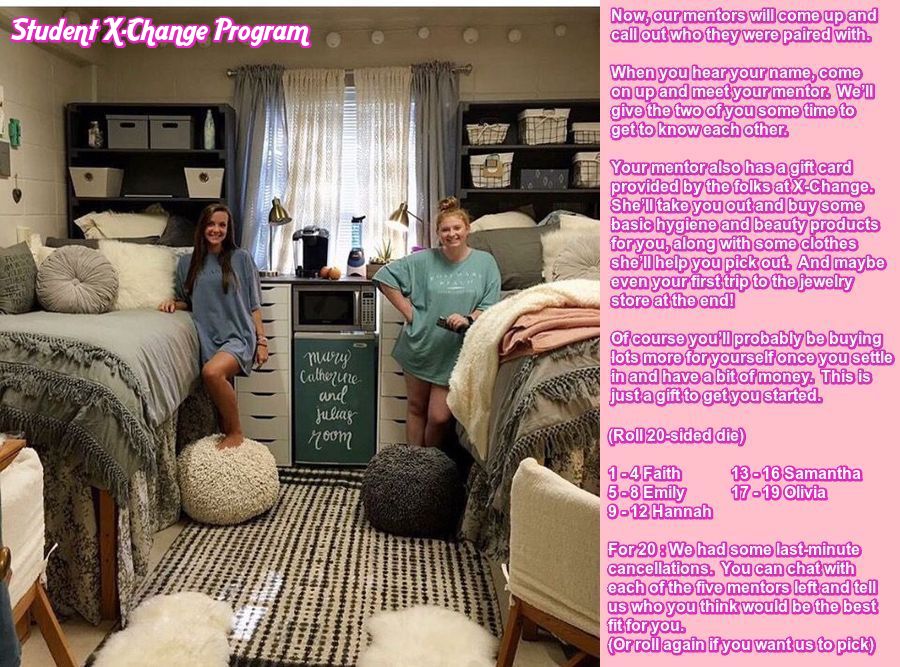 Student X-Change Program
mary
Catherine
and
julias
room
Now, our mentors will come up and
call out who they were paired with.
When you hear your name, come
on up and meet your mentor. We'll
give the two of you some time to
get to know each other.
Your mentor also has a gift card
provided by the folks at X-Change.
She'll take you out and buy some
basic hygiene and beauty products
for you, along with some clothes
she'll help you pick out. And maybe
even your first trip to the jewelry
store at the end!
Of course you'll probably be buying
lots more for yourself once you settle
in and have a bit of money. This is
just a gift to get you started.
(Roll 20-sided die)
1 - 4 Faith 13 - 16 Samantha
5 - 8 Emily 17 - 19 Olivia
9 - 12 Hannah
For 20 : We had some last-minute
cancellations. You can chat with
each of the five mentors left and tell
us who you think would be the best
fit for you.
(Or roll again if you want us to pick)